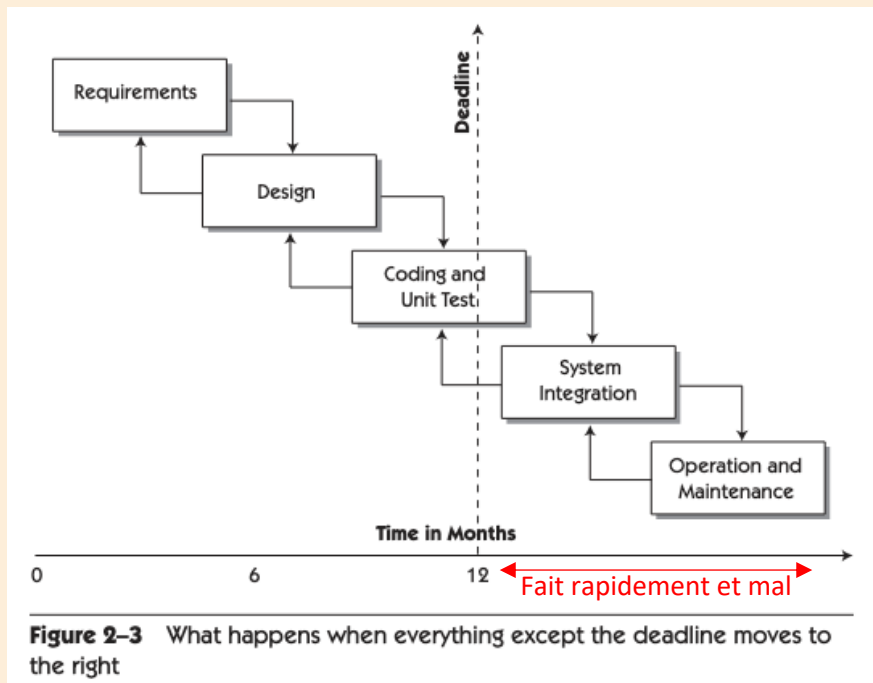 Requirements
Deadline
Design
Coding and
Unit Test
System
Integration
Operation and
Maintenance
Time in Months
0 6 12
Fait rapidement et mal
Figure 2–3 What happens when everything except the deadline moves to
the right